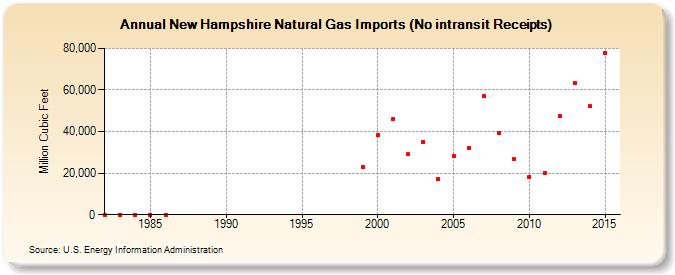 Annual New Hampshire Natural Gas Imports (No intransit Receipts)
Million Cubic Feet
80,000
60,000
40,000
20,000
0
1985 1990 1995 2000 2005 2010 2015
Source: U.S. Energy Information Administration